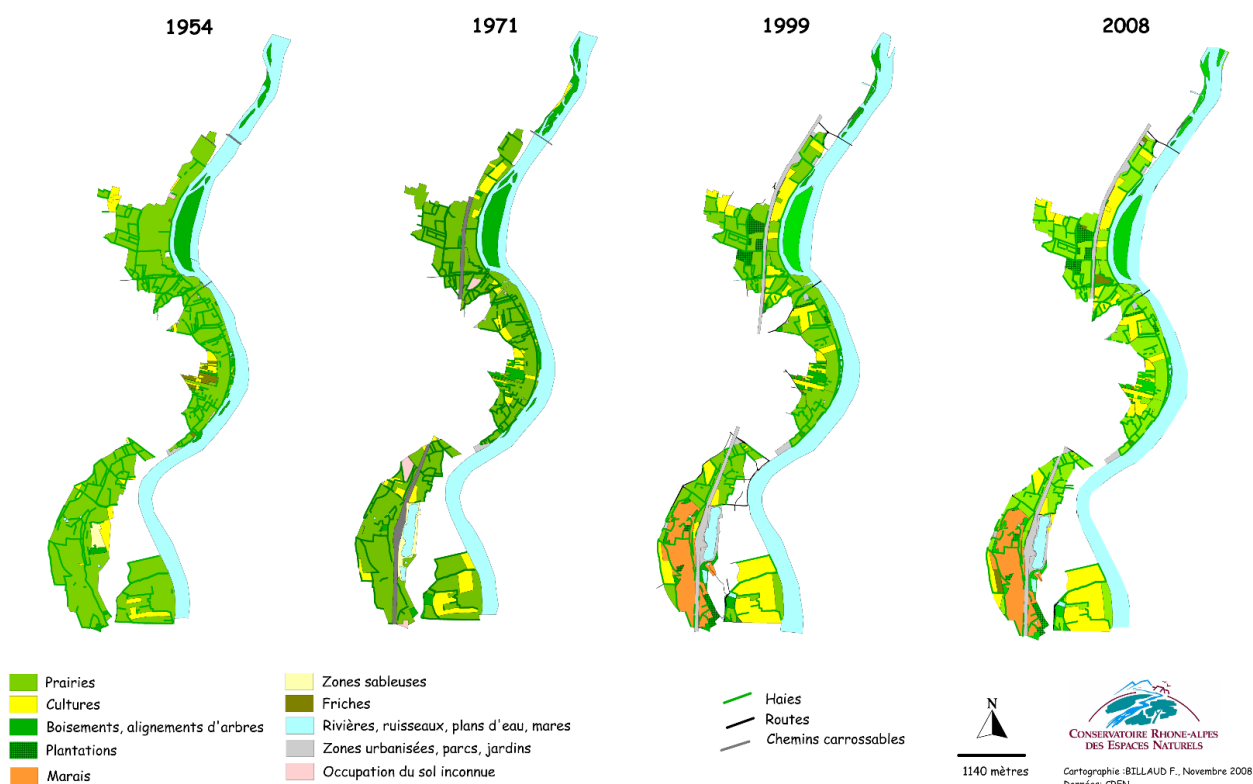 1954
1971
1999
2008
Prairies
Cultures
Boisements, alignements d'arbres
Plantations
Marais
Zones sableuses
Friches
Rivières, ruisseaux, plans d'eau, mares
Zones urbanisées, parcs, jardins
Occupation du sol inconnue
Haies
Routes
Chemins carrossables
N
1140 mètres
CONSERVATOIRE RHONE-ALPES
DES ESPACES NATURELS
Cartographie :BILLAUD F., Novembre 2008
Données: CREN